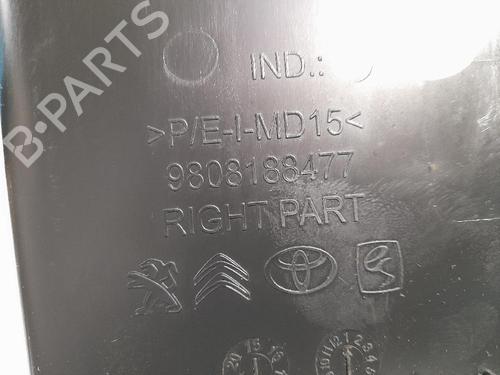 B-PARTS
IND.:
>P/E-I-MD15<
9808188477
RIGHT PART